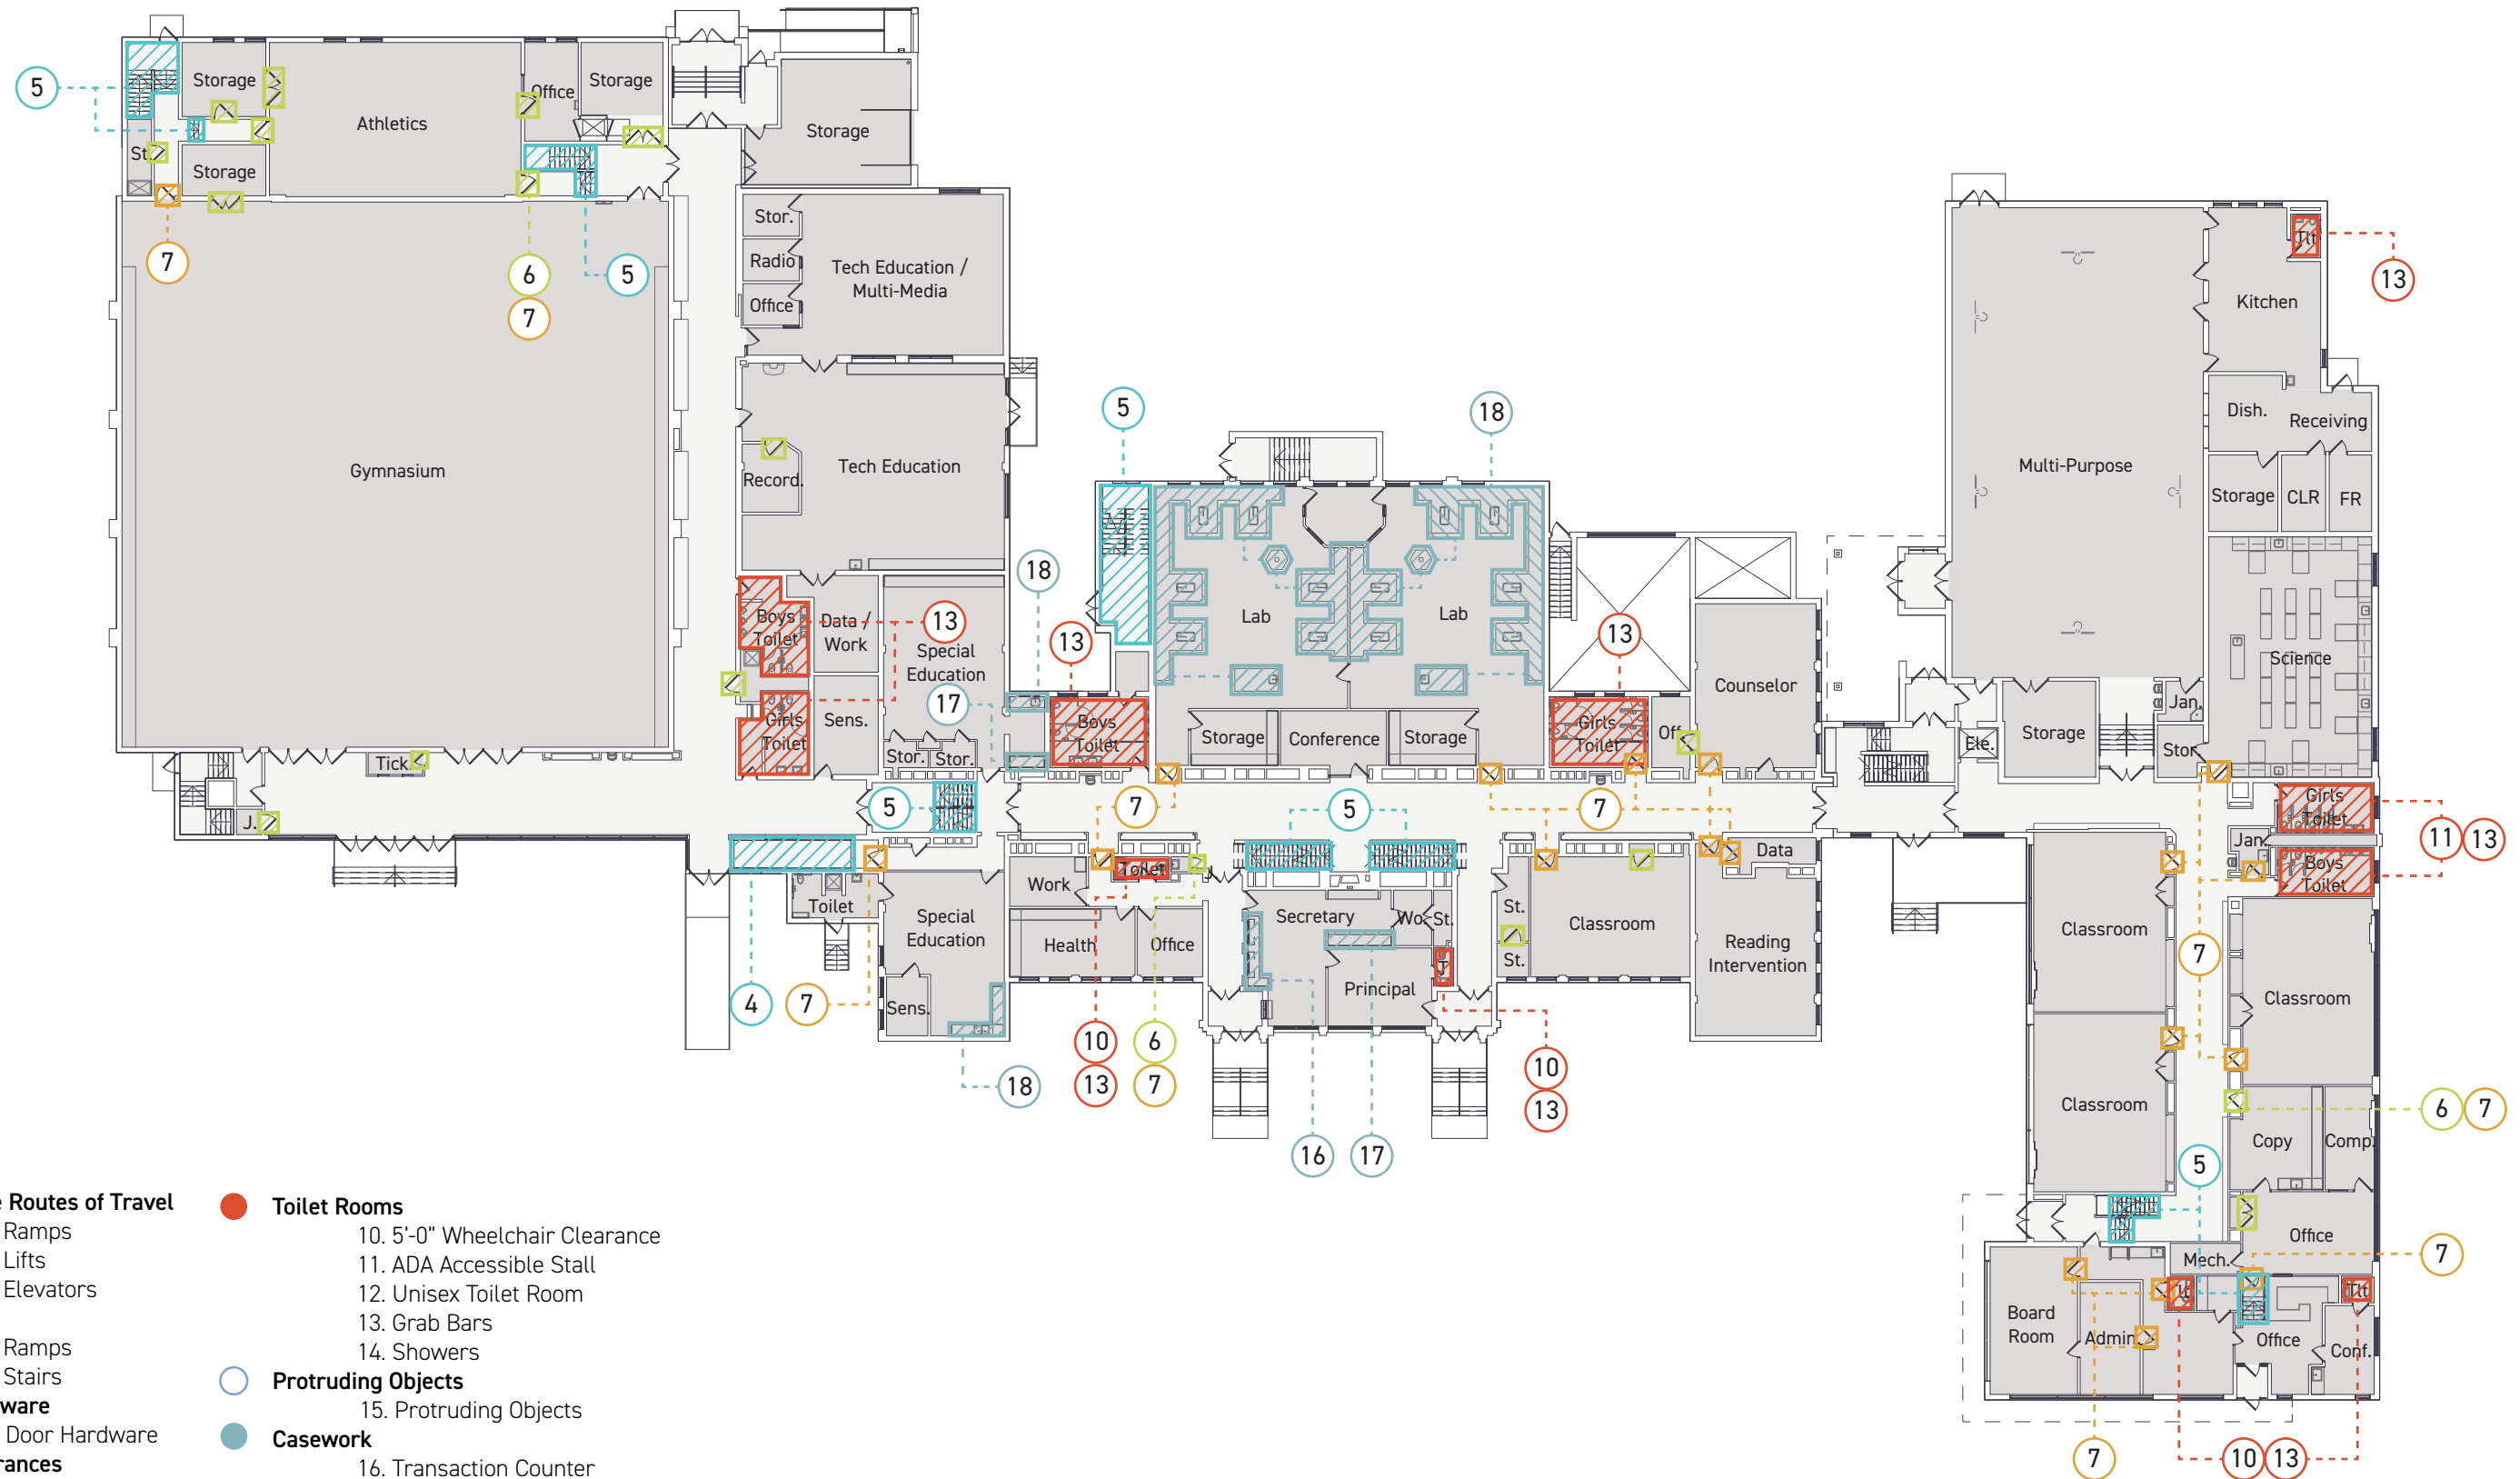 5
Storage
Athletics
Office
Storage
Storage
St.
Storage
7
6
7
5
Stor.
Radio
Office
Tech Education /
Multi-Media
Tlt
13
Kitchen
Gymnasium
Tech Education
Record.
5
18
Multi-Purpose
Dish.
Receiving
Storage
CLR
FR
Boys
Toilet
Data /
Work
13
Special
Education
18
13
Lab
Lab
13
Counselor
Science
Girls
Toilet
Sens.
17
Stor.
Stor.
Boys
Toilet
Storage
Conference
Storage
Girls
Toilet
Off.
Ele.
Storage
Jan.
Stor.
Tick.
J.
5
7
5
7
Girls
Toilet
Jan.
Boys
Toilet
11
13
Toilet
Special
Education
Sens.
Work
Toilet
J.
Health
Office
Secretary
Wo.
St.
T
Principal
St.
St.
Classroom
Data
Reading
Intervention
Classroom
7
Classroom
4
7
18
10
13
6
7
10
13
16
17
Classroom
6
7
Copy
Comp.
5
Office
7
Mech.
Board
Room
Admin.
Tlt
Office
Conf.
7
10
13
Routes of Travel
Ramps
Lifts
Elevators
Ramps
Stairs
Door Hardware
Toilet Rooms
10. 5'-0" Wheelchair Clearance
11. ADA Accessible Stall
12. Unisex Toilet Room
13. Grab Bars
14. Showers
Protruding Objects
15. Protruding Objects
Casework
16. Transaction Counter